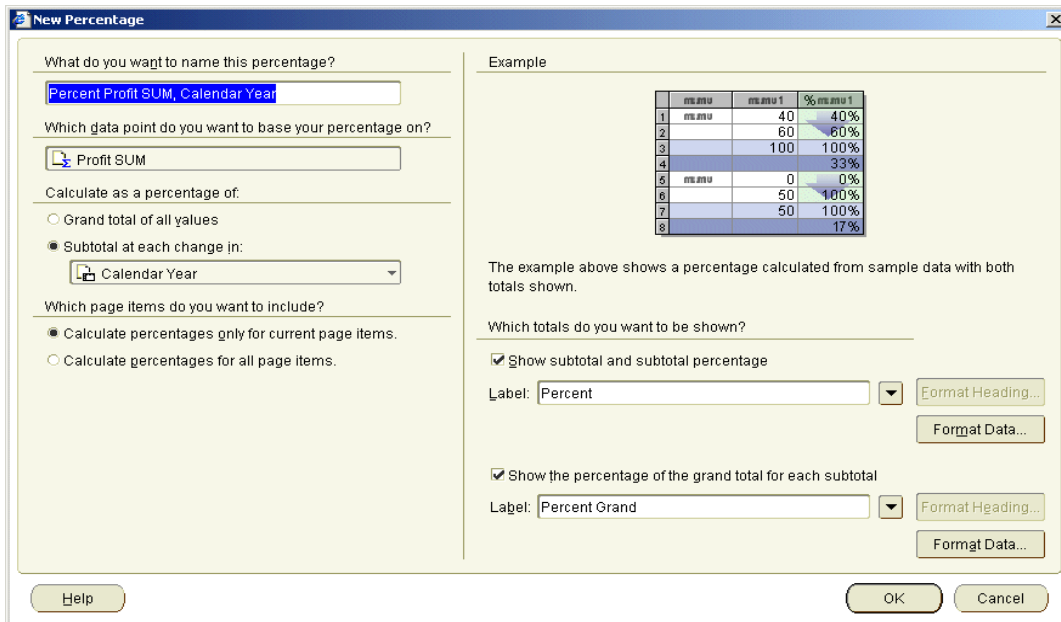 New Percentage
What do you want to name this percentage?
Percent Profit SUM, Calendar Year
Which data point do you want to base your percentage on?
Profit SUM
Calculate as a percentage of:
Grand total of all values
Subtotal at each change in:
Calendar Year
Which page items do you want to include?
Calculate percentages only for current page items.
Calculate percentages for all page items.
Example
1 40 40%
2 60 60%
3 100 100%
4 33%
5 0 0%
6 50 100%
7 50 100%
8 17%
The example above shows a percentage calculated from sample data with both
totals shown.
Which totals do you want to be shown?
Show subtotal and subtotal percentage
Label: Percent
Format Heading...
Format Data...
Show the percentage of the grand total for each subtotal
Label: Percent Grand
Format Heading...
Format Data...
Help
OK
Cancel